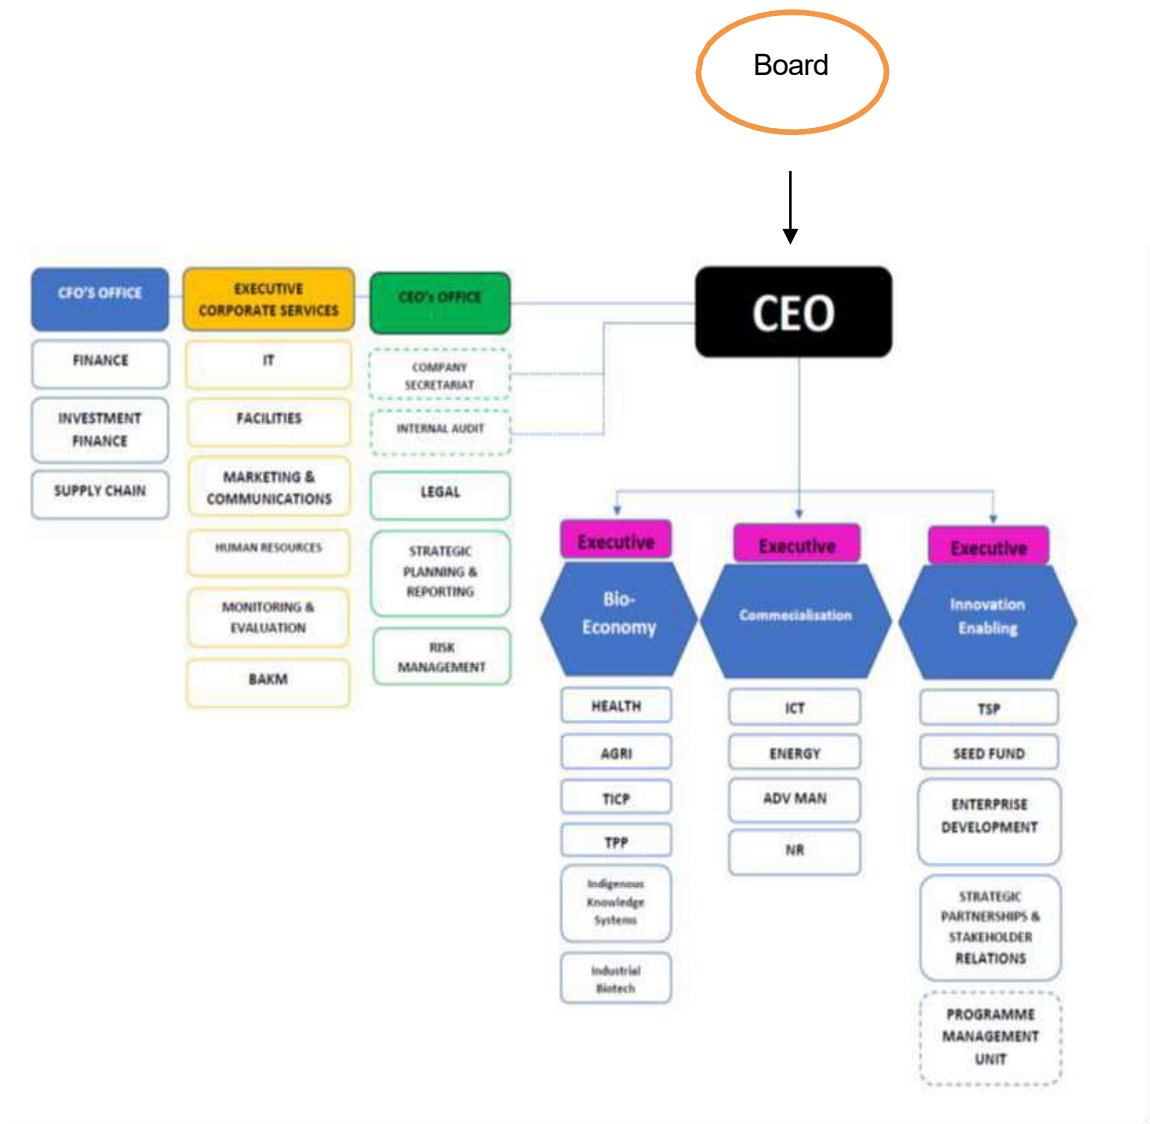 Board
CEO
CFO'S OFFICE
FINANCE
INVESTMENT
FINANCE
SUPPLY CHAIN
EXECUTIVE
CORPORATE SERVICES
IT
FACILITIES
MARKETING &
COMMUNICATIONS
HUMAN RESOURCES
MONITORING &
EVALUATION
BAKM
CEO's OFFICE
COMPANY
SECRETARIAT
INTERNAL AUDIT
LEGAL
STRATEGIC
PLANNING &
REPORTING
RISK
MANAGEMENT
Executive
Bio-
Economy
HEALTH
AGRI
TICP
TPP
Indigenous
Knowledge
Systems
Industrial
Biotech
Executive
Commecialisation
ICT
ENERGY
ADV MAN
NR
Executive
Innovation
Enabling
TSP
SEED FUND
ENTERPRISE
DEVELOPMENT
STRATEGIC
PARTNERSHIPS &
STAKEHOLDER
RELATIONS
PROGRAMME
MANAGEMENT
UNIT